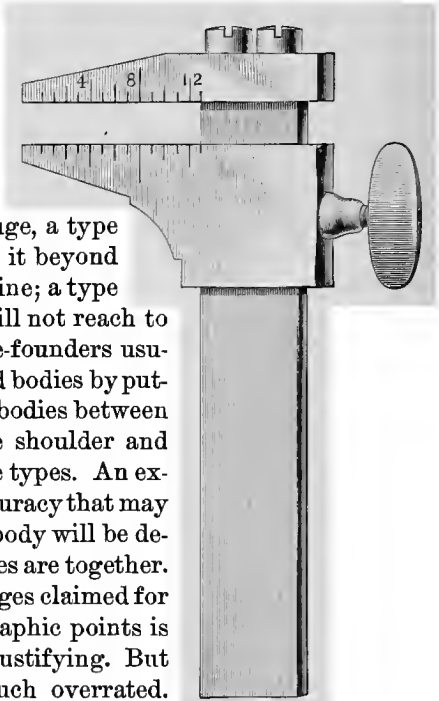 4 8 12
uge, a type
it beyond
ine; a type
ill not reach to
e-founders usu-
d bodies by put-
bodies between
e shoulder and
e types. An ex-
uracy that may
body will be de-
es are together.
ges claimed for
aphic points is
ustifying. But
uch overrated.